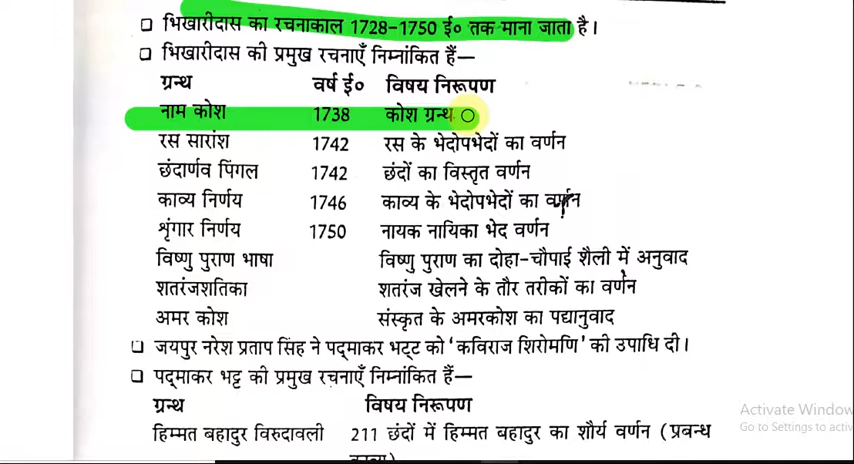 ❑ भिखारीदास का रचनाकाल 1728-1750 ई० तक माना जाता है।
❑ भिखारीदास की प्रमुख रचनाएँ निम्नांकित हैं—
ग्रन्थ वर्ष ई० विषय निरूपण
नाम कोश 1738 कोश ग्रन्थ
रस सारांश 1742 रस के भेदोपभेदों का वर्णन
छंदार्णव पिंगल 1742 छंदों का विस्तृत वर्णन
काव्य निर्णय 1746 काव्य के भेदोपभेदों का वर्णन
शृंगार निर्णय 1750 नायक नायिका भेद वर्णन
विष्णु पुराण भाषा विष्णु पुराण का दोहा-चौपाई शैली में अनुवाद
शतरंजशतिका शतरंज खेलने के तौर तरीकों का वर्णन
अमर कोश संस्कृत के अमरकोश का पद्यानुवाद
❑ जयपुर नरेश प्रताप सिंह ने पद्माकर भट्ट को 'कविराज शिरोमणि' की उपाधि दी।
❑ पद्माकर भट्ट की प्रमुख रचनाएँ निम्नांकित हैं—
ग्रन्थ विषय निरूपण
हिम्मत बहादुर विरुदावली 211 छंदों में हिम्मत बहादुर का शौर्य वर्णन (प्रबन्ध
Activate Window
Go to Settings to activ